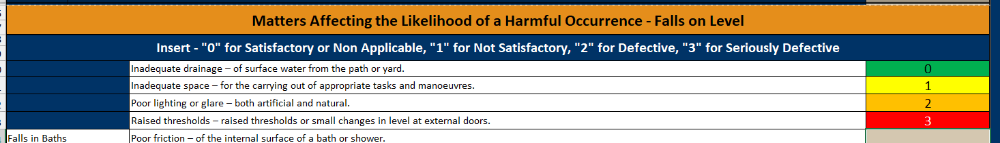 Matters Affecting the Likelihood of a Harmful Occurrence - Falls on Level
Insert - "0" for Satisfactory or Non Applicable, "1" for Not Satisfactory, "2" for Defective, "3" for Seriously Defective
Inadequate drainage – of surface water from the path or yard. 0
Inadequate space – for the carrying out of appropriate tasks and manoeuvres. 1
Poor lighting or glare – both artificial and natural. 2
Raised thresholds – raised thresholds or small changes in level at external doors. 3
Falls in Baths Poor friction – of the internal surface of a bath or shower.